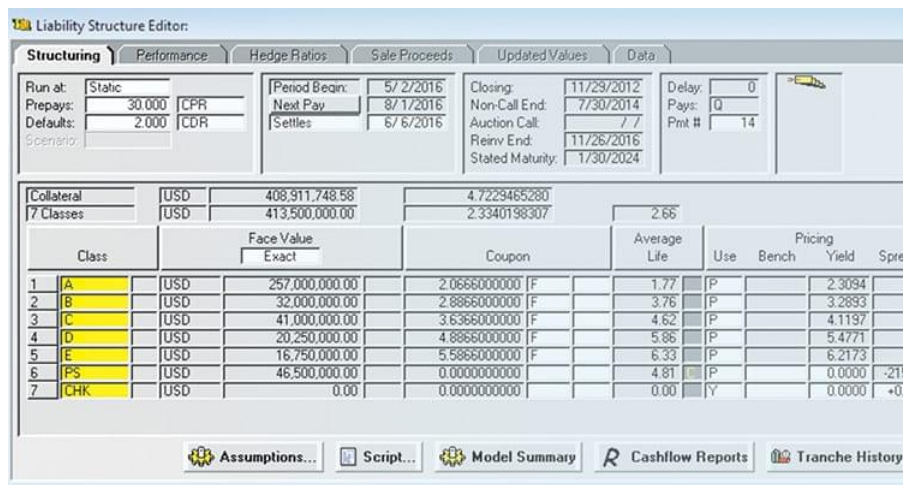 Liability Structure Editor:
Structuring Performance Hedge Ratios Sale Proceeds Updated Values Data
Run at: Static Period Begin: 5/ 2/2016 Closing: 11/29/2012 Delay: 0
Prepays: 30.000 CPR Next Pay 8/ 1/2016 Non-Call End: 7/30/2014 Pays: Q
Defaults: 2.000 CDR Settles 6/ 6/2016 Auction Call: / / Pmt # 14
Scenario: Reinv End: 11/26/2016
Stated Maturity: 1/30/2024
Collateral USD 408,911,748.58 4.7229465280
7 Classes USD 413,500,000.00 2.3340198307 2.66
Class Face Value Exact Coupon Average Life Pricing
Use Bench Yield Spre
1 A USD 257,000,000.00 2.0666000000 F 1.77 P 2.3094
2 B USD 32,000,000.00 2.8866000000 F 3.76 P 3.2893
3 C USD 41,000,000.00 3.6366000000 F 4.62 P 4.1197
4 D USD 20,250,000.00 4.8866000000 F 5.86 P 5.4771
5 E USD 16,750,000.00 5.5866000000 F 6.33 P 6.2173
6 PS USD 46,500,000.00 0.0000000000 4.81 P 0.0000 -215
7 CHK USD 0.00 0.0000000000 0.00 Y 0.0000 +0.
Assumptions... Script... Model Summary Cashflow Reports Tranche History